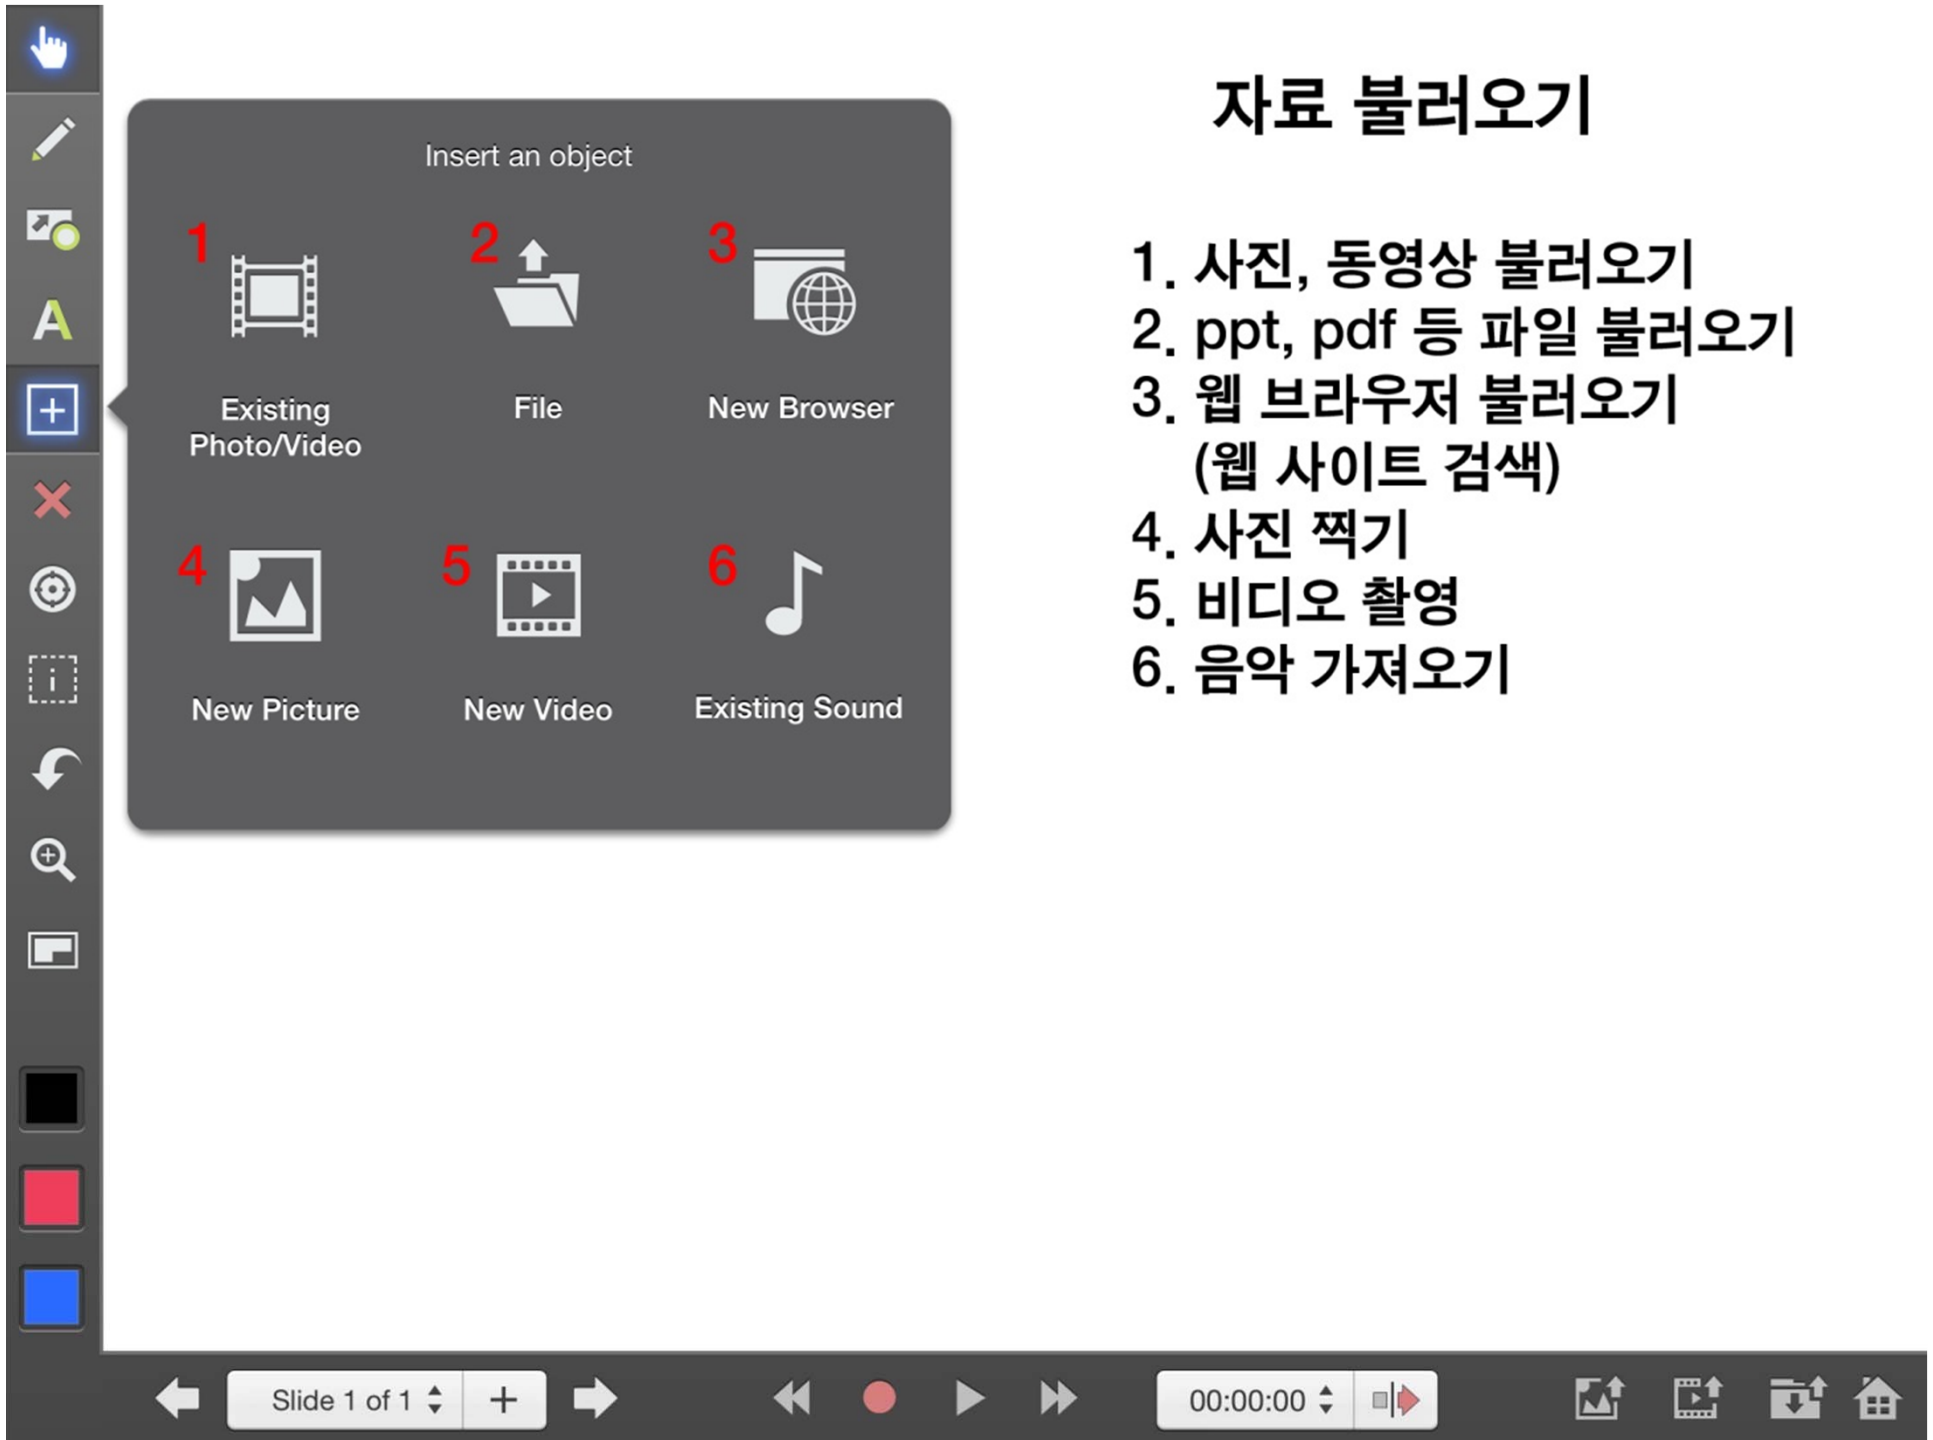 자료 불러오기
Insert an object
1
2
3
Existing
Photo/Video
File
New Browser
4
5
6
New Picture
New Video
Existing Sound
1. 사진, 동영상 불러오기
2. ppt, pdf 등 파일 불러오기
3. 웹 브라우저 불러오기
(웹 사이트 검색)
4. 사진 찍기
5. 비디오 촬영
6. 음악 가져오기
A
i
Slide 1 of 1
+
00:00:00